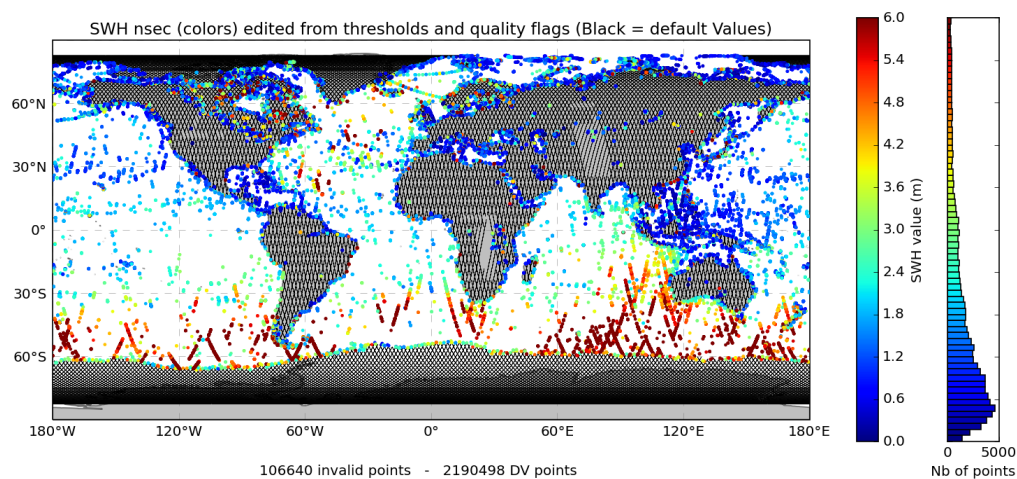 SWH nsec (colors) edited from thresholds and quality flags (Black = default Values)
60°N
30°N
0°
30°S
60°S
180°W
120°W
60°W
0°
60°E
120°E
180°E
106640 invalid points - 2190498 DV points
6.0
5.4
4.8
4.2
3.6
3.0
2.4
1.8
1.2
0.6
0.0
SWH value (m)
0
5000
Nb of points